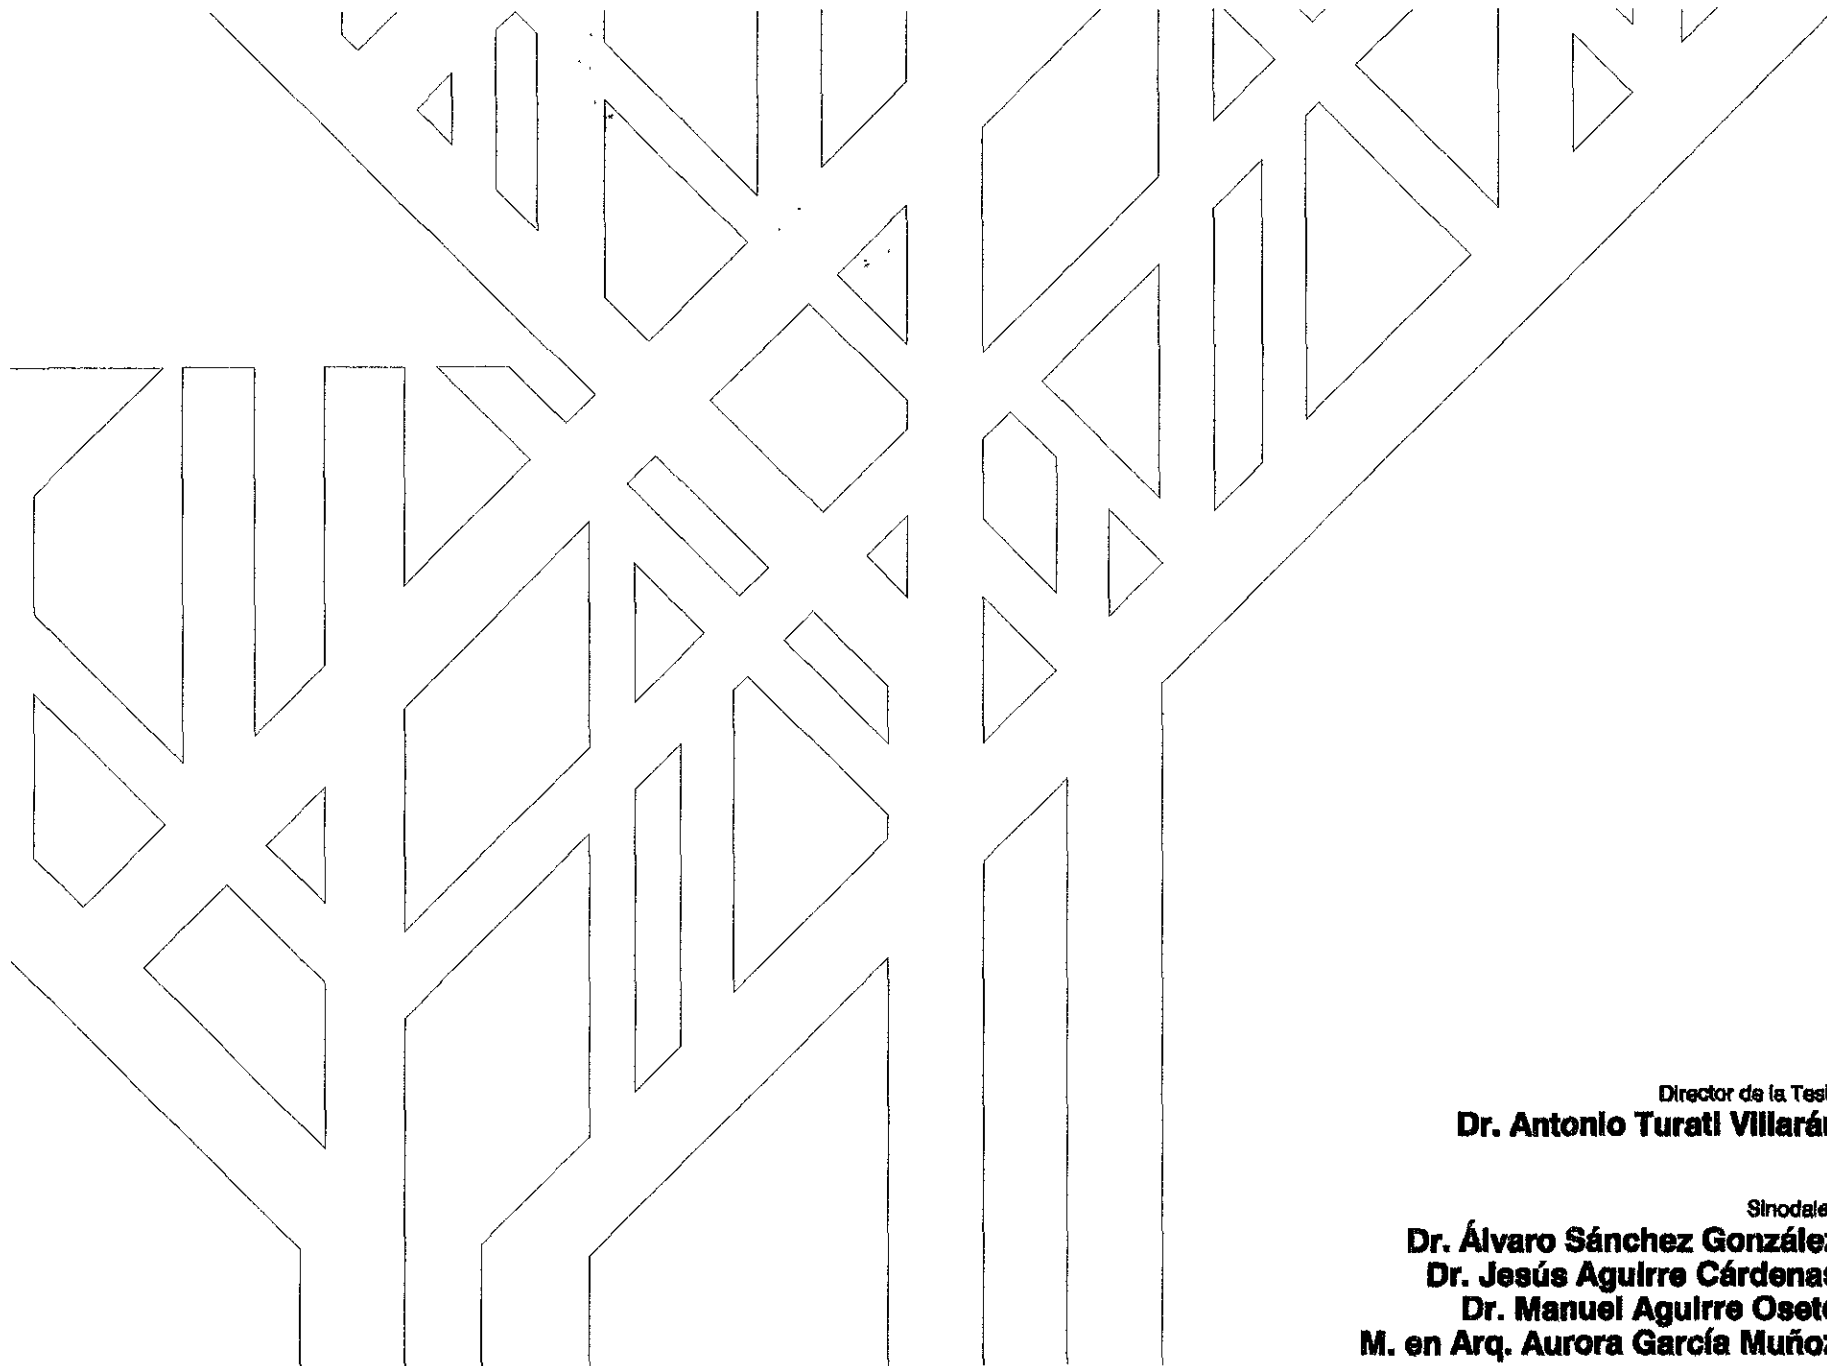 Director de la Tesi
Dr. Antonio Turati Villará
Sinodale
Dr. Álvaro Sánchez Gonzále
Dr. Jesús Aguirre Cárdena
Dr. Manuel Aguirre Oset
M. en Arq. Aurora García Muño